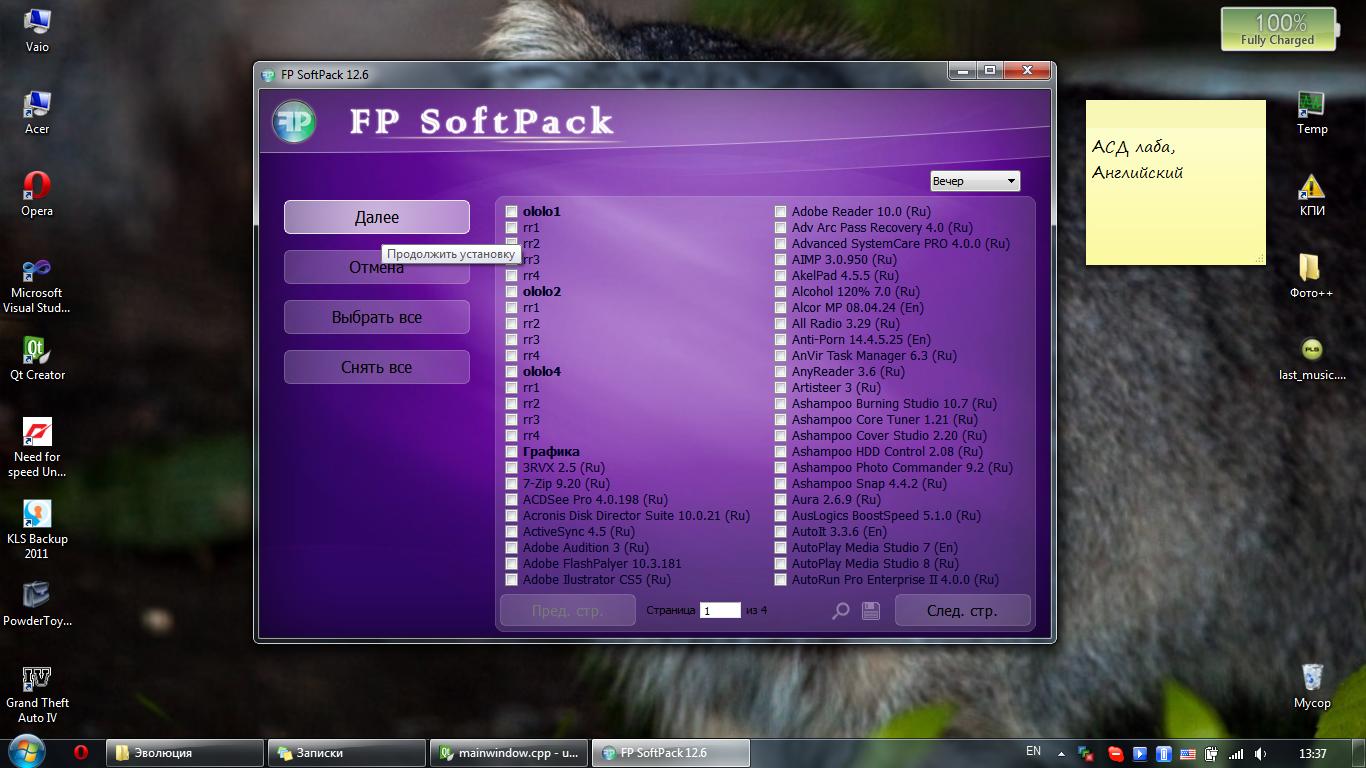 Vaio
Acer
Opera
Microsoft
Visual Stud...
Qt Creator
Need for
speed Un...
KLS Backup
2011
PowderToy...
Grand Theft
Auto IV
FP SoftPack 12.6
FP SoftPack
Вечер
Далее
Продолжить установку
Отмена
Выбрать все
Снять все
ololo1
rr1
rr2
rr3
rr4
ololo2
rr1
rr2
rr3
rr4
ololo4
rr1
rr2
rr3
rr4
Графика
3RVX 2.5 (Ru)
7-Zip 9.20 (Ru)
ACDSee Pro 4.0.198 (Ru)
Acronis Disk Director Suite 10.0.21 (Ru)
ActiveSync 4.5 (Ru)
Adobe Audition 3 (Ru)
Adobe FlashPalyer 10.3.181
Adobe Ilustrator CS5 (Ru)
Adobe Reader 10.0 (Ru)
Adv Arc Pass Recovery 4.0 (Ru)
Advanced SystemCare PRO 4.0.0 (Ru)
AIMP 3.0.950 (Ru)
AkelPad 4.5.5 (Ru)
Alcohol 120% 7.0 (Ru)
Alcor MP 08.04.24 (En)
All Radio 3.29 (Ru)
Anti-Porn 14.4.5.25 (En)
AnVir Task Manager 6.3 (Ru)
AnyReader 3.6 (Ru)
Artisteer 3 (Ru)
Ashampoo Burning Studio 10.7 (Ru)
Ashampoo Core Tuner 1.21 (Ru)
Ashampoo Cover Studio 2.20 (Ru)
Ashampoo HDD Control 2.08 (Ru)
Ashampoo Photo Commander 9.2 (Ru)
Ashampoo Snap 4.4.2 (Ru)
Aura 2.6.9 (Ru)
AusLogics BoostSpeed 5.1.0 (Ru)
AutoIt 3.3.6 (En)
AutoPlay Media Studio 7 (En)
AutoPlay Media Studio 8 (Ru)
AutoRun Pro Enterprise II 4.0.0 (Ru)
Пред. стр.
Страница 1 из 4
След. стр.
100%
Fully Charged
АСД лаба,
Английский
Temp
КПИ
Фото++
PLS
last_music....
Мусор
Эволюция
Записки
mainwindow.cpp - u...
FP SoftPack 12.6
EN
13:37